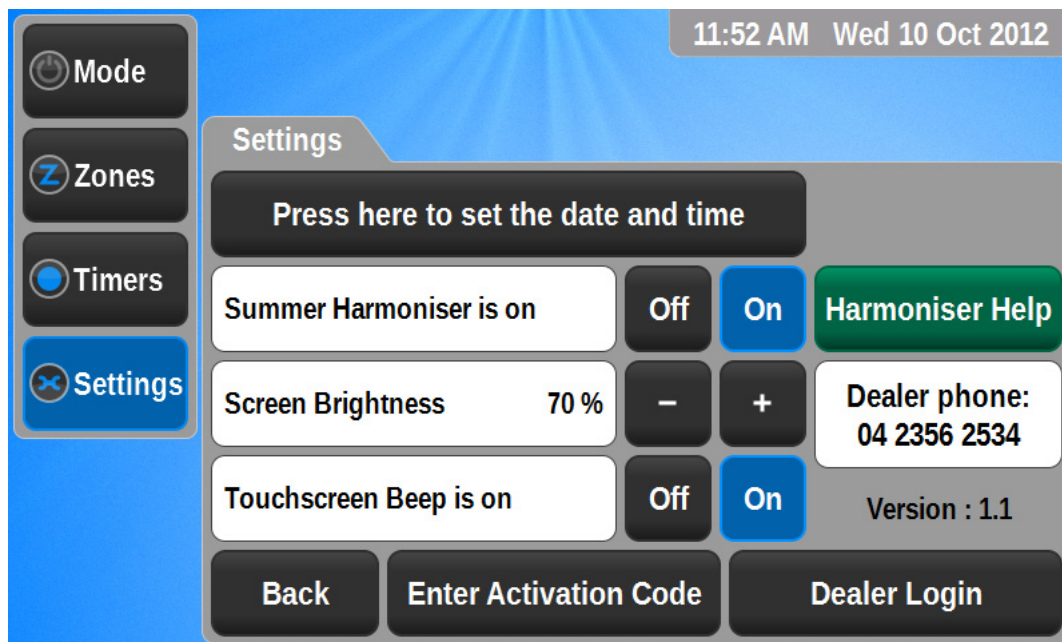 11:52 AM Wed 10 Oct 2012
Mode
Zones
Timers
Settings
Settings
Press here to set the date and time
Summer Harmoniser is on Off On Harmoniser Help
Screen Brightness 70 % − + Dealer phone:
04 2356 2534
Touchscreen Beep is on Off On Version : 1.1
Back Enter Activation Code Dealer Login